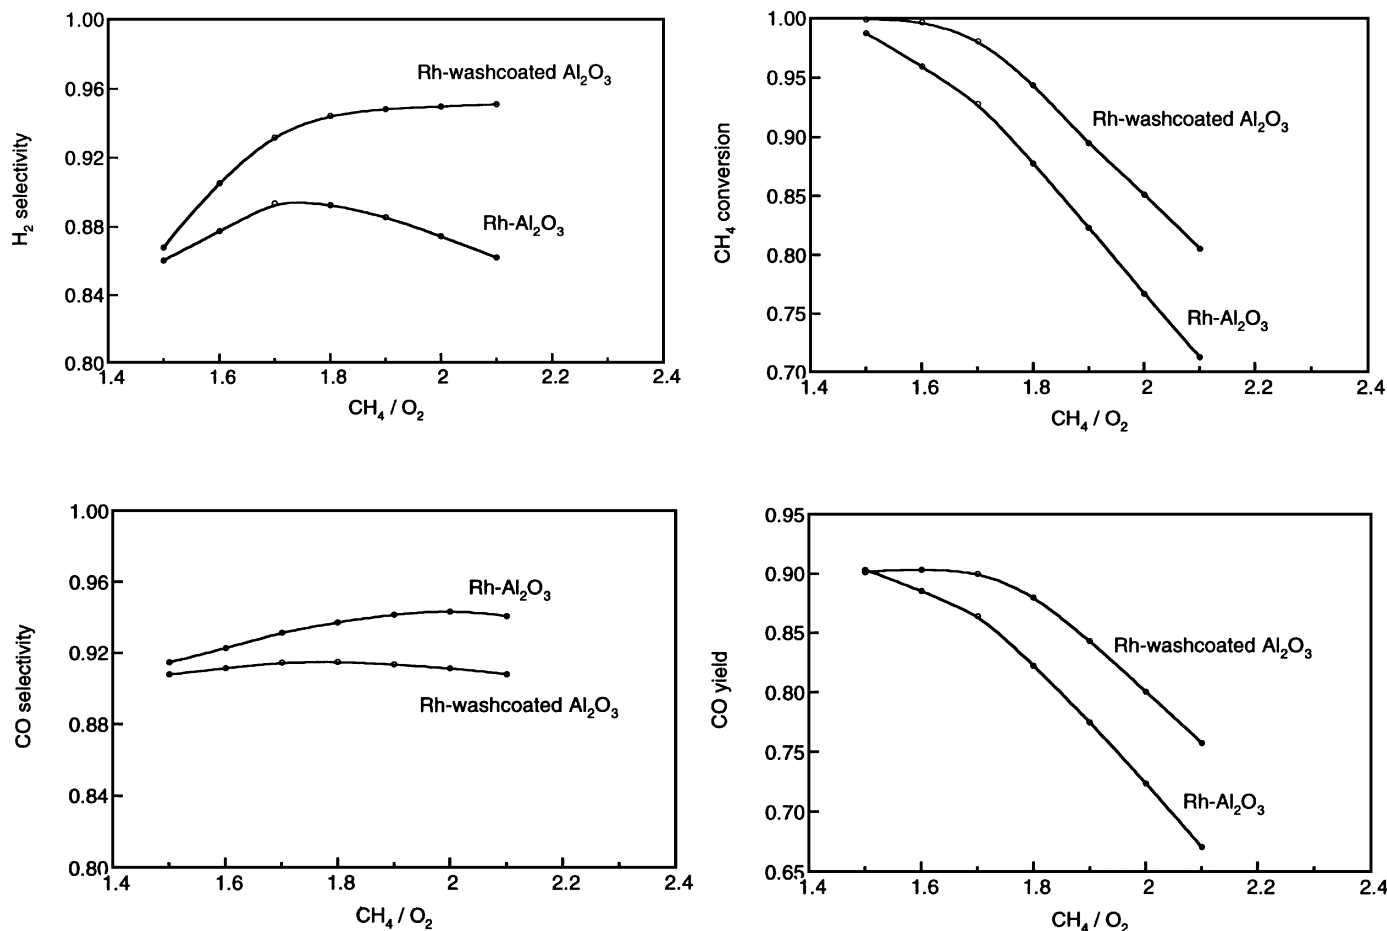 H2 selectivity
1.00
0.96
0.92
0.88
0.84
0.80
Rh-washcoated Al2O3
Rh-Al2O3
1.4 1.6 1.8 2 2.2 2.4
CH4 / O2
CH4 conversion
1.00
0.95
0.90
0.85
0.80
0.75
0.70
Rh-washcoated Al2O3
Rh-Al2O3
1.4 1.6 1.8 2 2.2 2.4
CH4 / O2
CO selectivity
1.00
0.96
0.92
0.88
0.84
0.80
Rh-Al2O3
Rh-washcoated Al2O3
1.4 1.6 1.8 2 2.2 2.4
CH4 / O2
CO yield
0.95
0.90
0.85
0.80
0.75
0.70
0.65
Rh-washcoated Al2O3
Rh-Al2O3
1.4 1.6 1.8 2 2.2 2.4
CH4 / O2